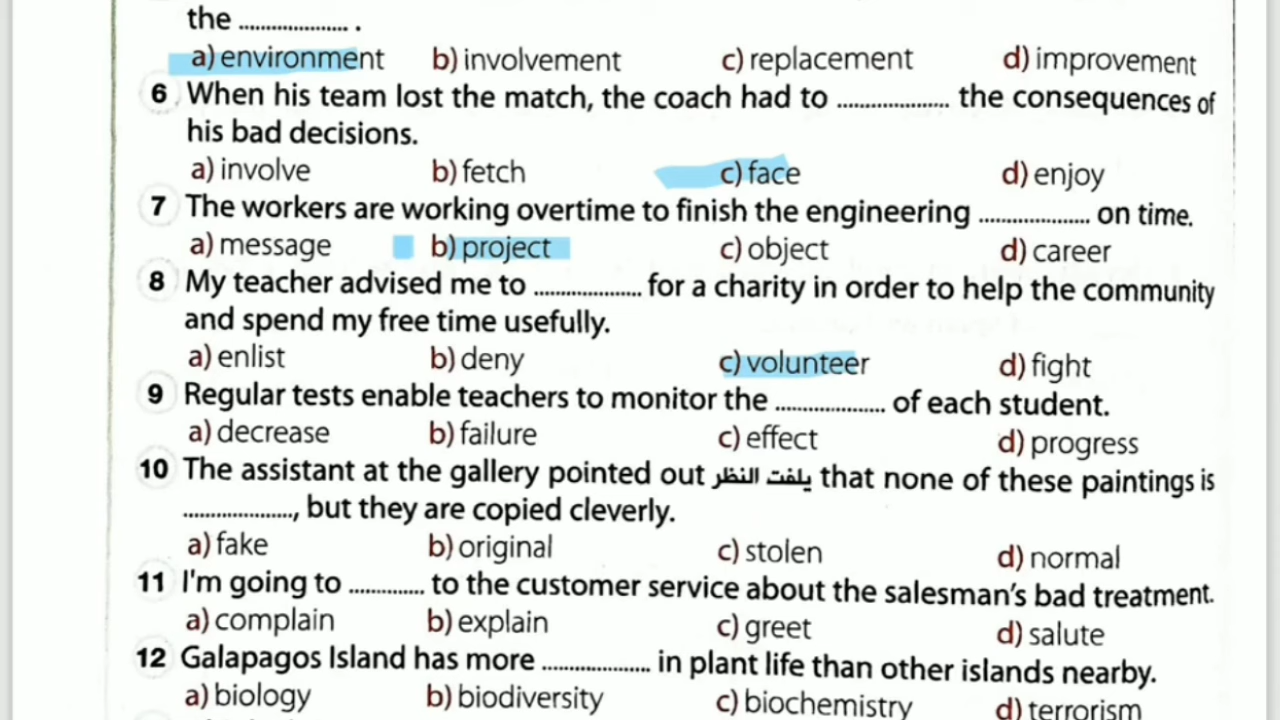 the .................... .
a) environment b) involvement c) replacement d) improvement
6 When his team lost the match, the coach had to .................... the consequences of
his bad decisions.
a) involve b) fetch c) face d) enjoy
7 The workers are working overtime to finish the engineering .................... on time.
a) message b) project c) object d) career
8 My teacher advised me to .................... for a charity in order to help the community
and spend my free time usefully.
a) enlist b) deny c) volunteer d) fight
9 Regular tests enable teachers to monitor the .................... of each student.
a) decrease b) failure c) effect d) progress
10 The assistant at the gallery pointed out يلفت النظر that none of these paintings is
...................., but they are copied cleverly.
a) fake b) original c) stolen d) normal
11 I'm going to .............. to the customer service about the salesman's bad treatment.
a) complain b) explain c) greet d) salute
12 Galapagos Island has more .................... in plant life than other islands nearby.
a) biology b) biodiversity c) biochemistry d) terrorism